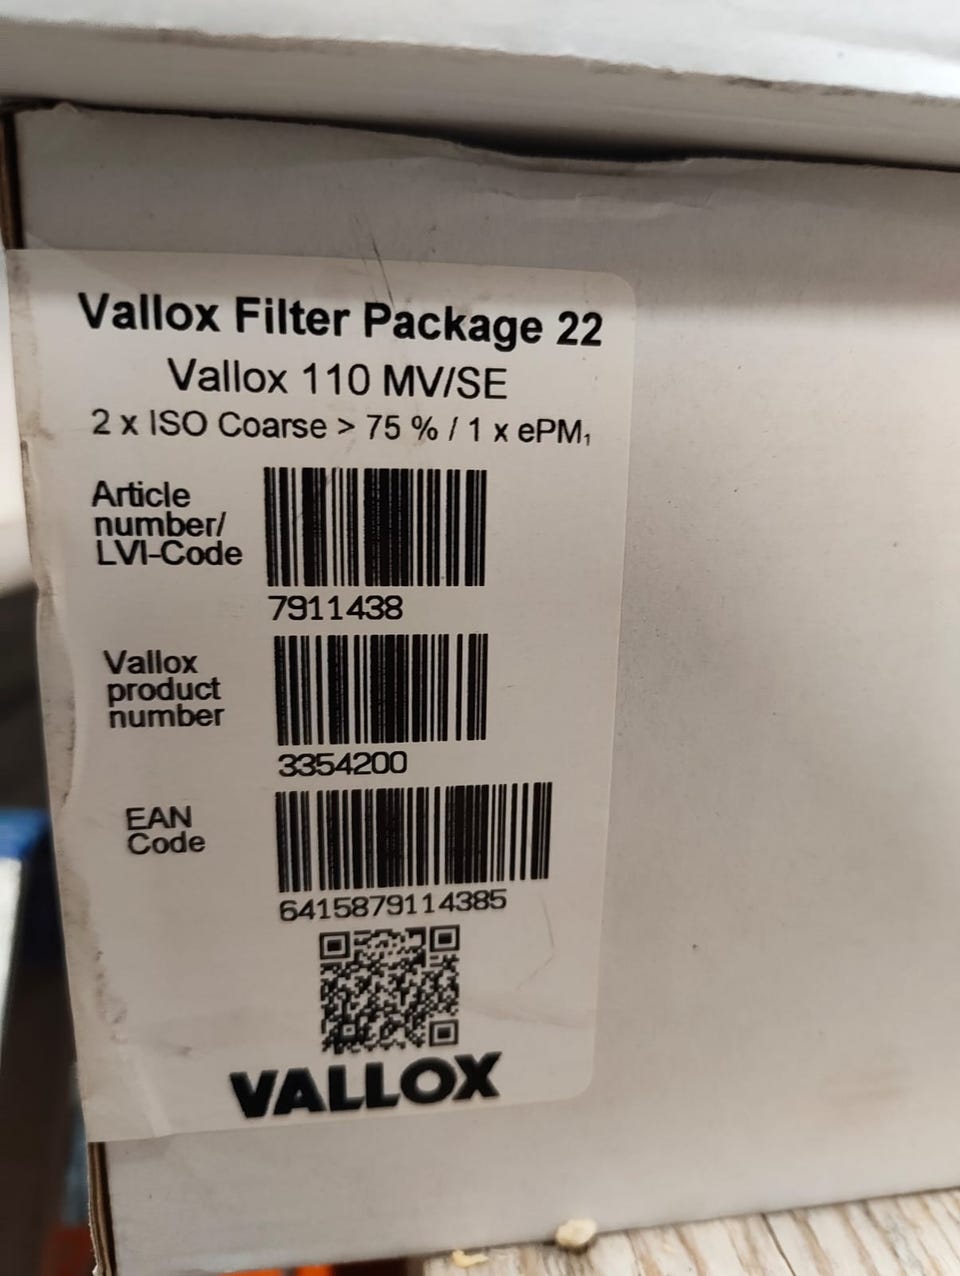 Vallox Filter Package 22
Vallox 110 MV/SE
2 x ISO Coarse > 75 % / 1 x ePM₁
Article
number/
LVI-Code
7911438
Vallox
product
number
3354200
EAN
Code
6415879114385
VALLOX